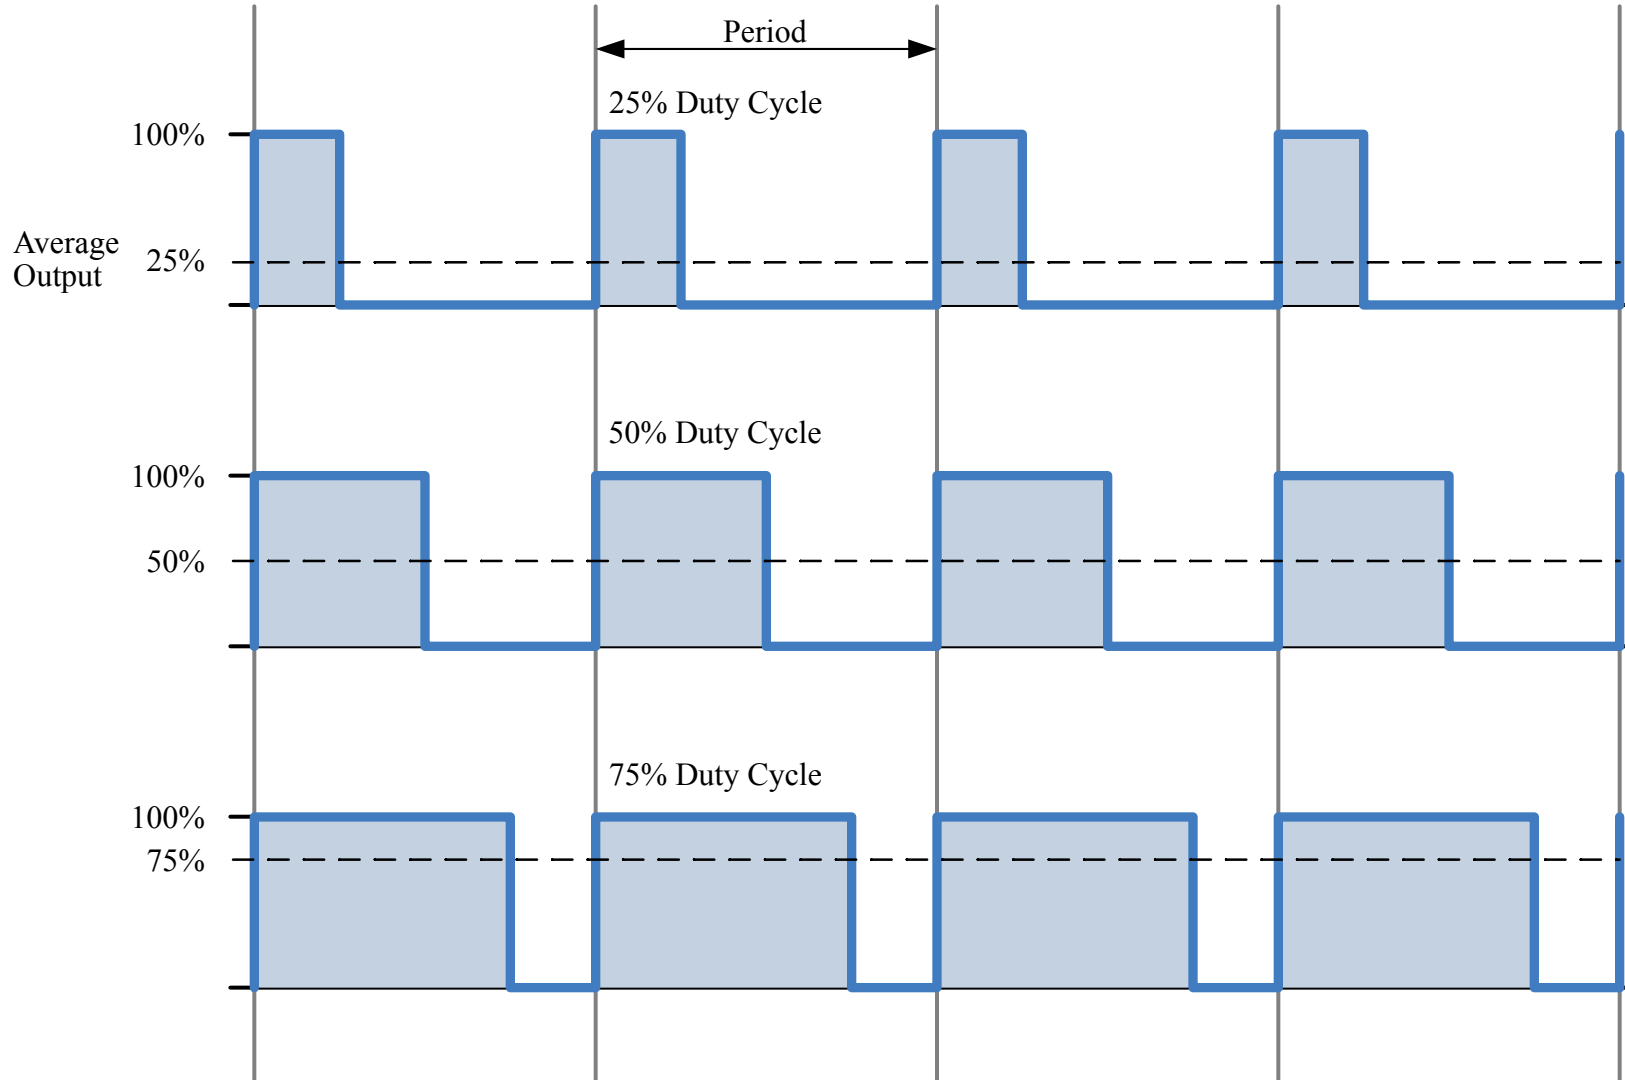 Period
25% Duty Cycle
100%
Average
Output
25%
50% Duty Cycle
100%
50%
75% Duty Cycle
100%
75%